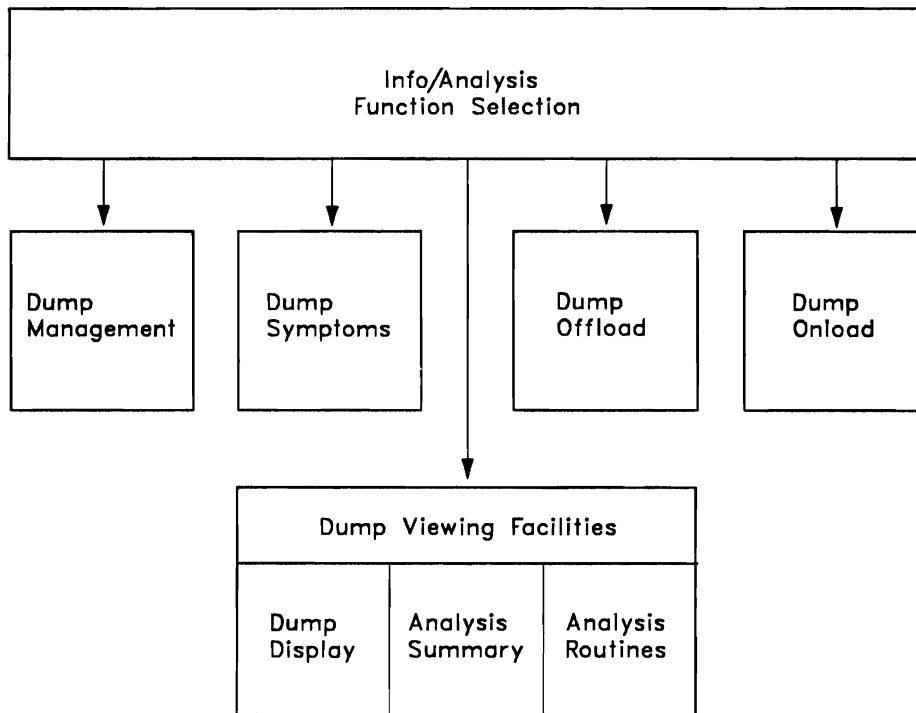 Info/Analysis
Function Selection
Dump
Management
Dump
Symptoms
Dump
Offload
Dump
Onload
Dump Viewing Facilities
Dump
Display
Analysis
Summary
Analysis
Routines